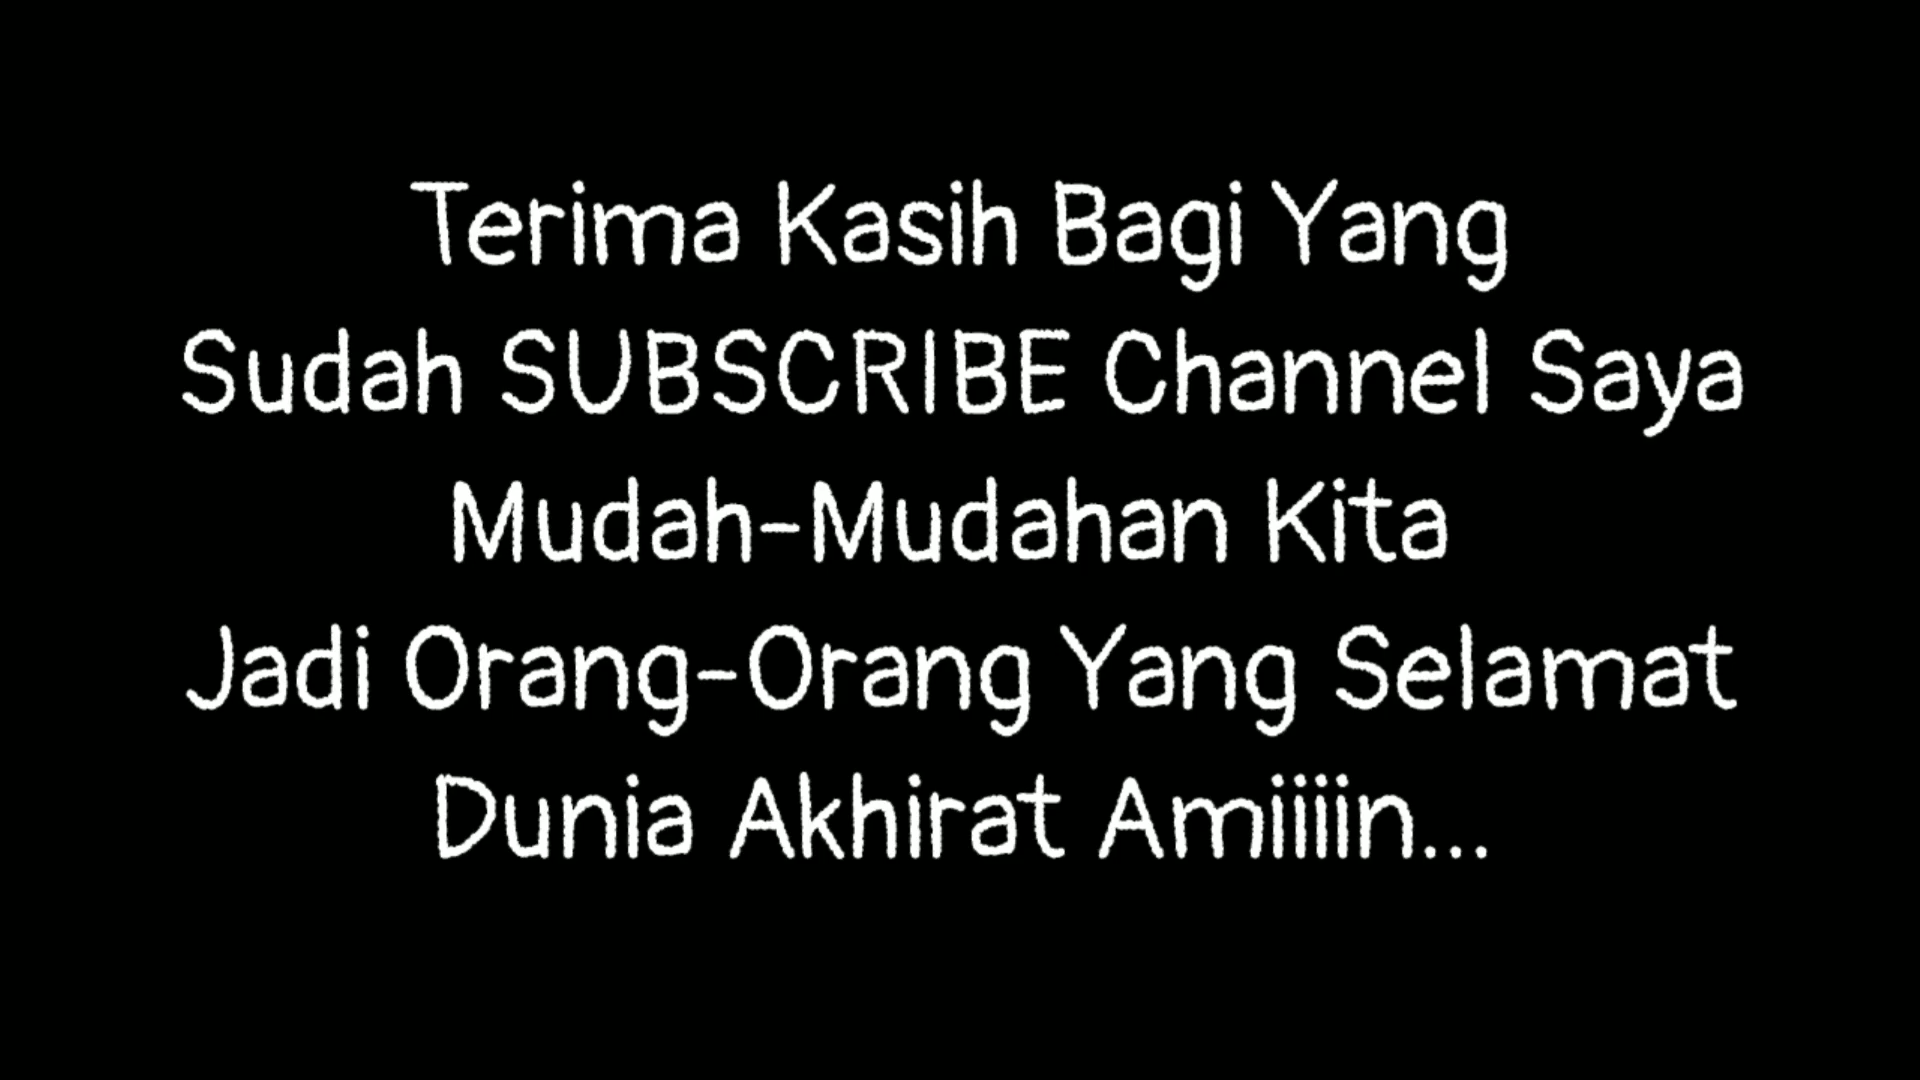 Terima Kasih Bagi Yang
Sudah SUBSCRIBE Channel Saya
Mudah-Mudahan Kita
Jadi Orang-Orang Yang Selamat
Dunia Akhirat Amiiiin...